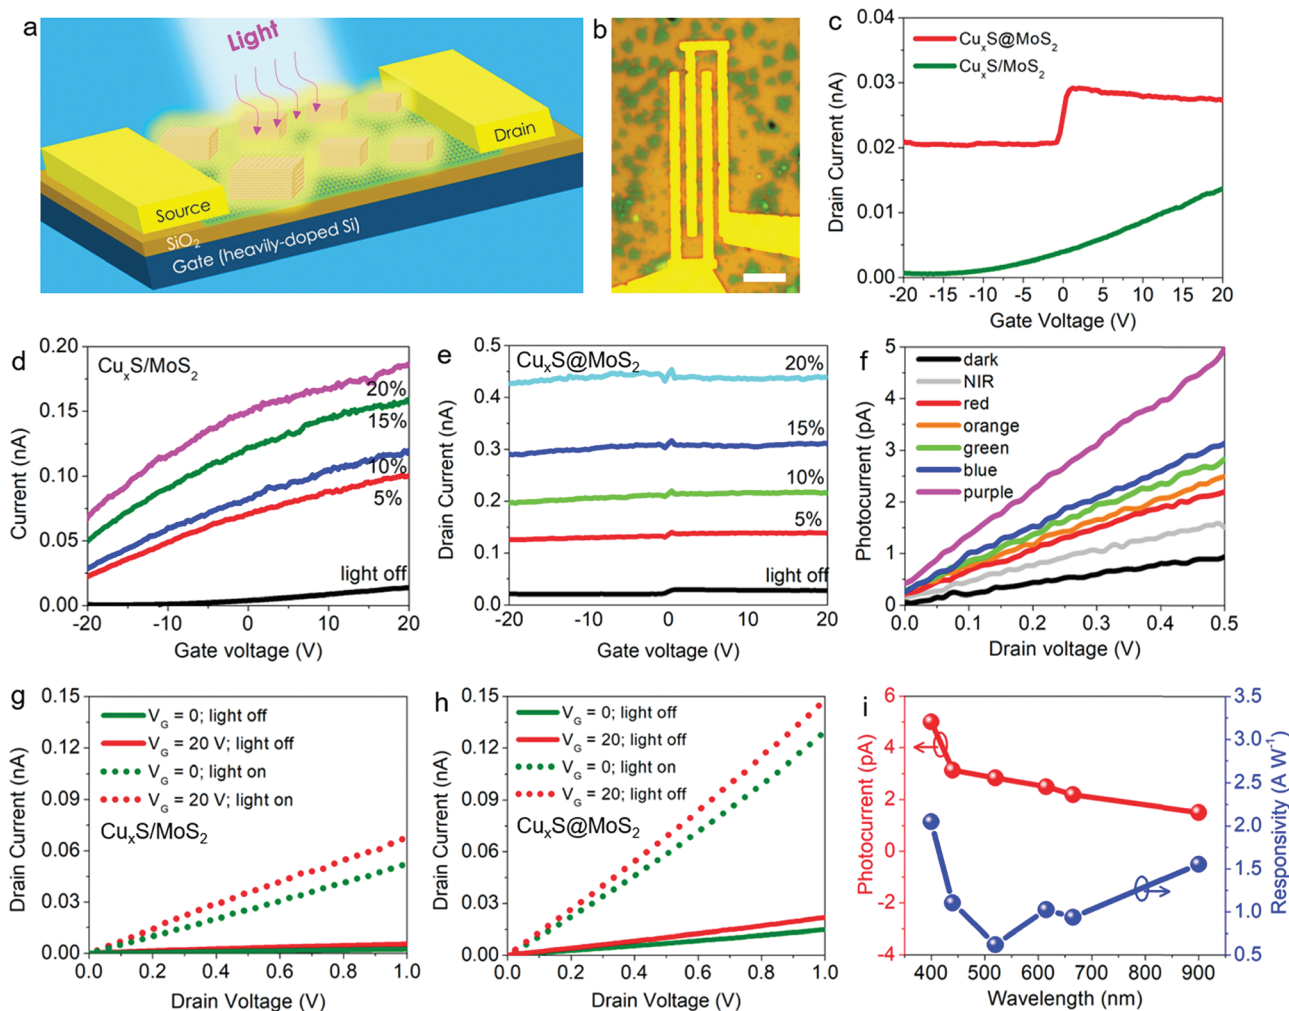 a
Light
Source
Drain
SiO2
Gate (heavily-doped Si)
b
c
CuxS@MoS2
CuxS/MoS2
Drain Current (nA)
0.04
0.03
0.02
0.01
0.00
-20 -15 -10 -5 0 5 10 15 20
Gate Voltage (V)
d
CuxS/MoS2
Current (nA)
0.20
0.15
0.10
0.05
0.00
20%
15%
10%
5%
light off
-20 -10 0 10 20
Gate voltage (V)
e
CuxS@MoS2
Drain Current (nA)
0.5
0.4
0.3
0.2
0.1
0.0
20%
15%
10%
5%
light off
-20 -10 0 10 20
Gate voltage (V)
f
dark
NIR
red
orange
green
blue
purple
Photocurrent (pA)
5
4
3
2
1
0
0.0 0.1 0.2 0.3 0.4 0.5
Drain voltage (V)
g
VG = 0; light off
VG = 20 V; light off
VG = 0; light on
VG = 20 V; light on
CuxS/MoS2
Drain Current (nA)
0.15
0.12
0.09
0.06
0.03
0.00
0.0 0.2 0.4 0.6 0.8 1.0
Drain Voltage (V)
h
VG = 0; light off
VG = 20; light off
VG = 0; light on
VG = 20; light off
CuxS@MoS2
Drain Current (nA)
0.15
0.12
0.09
0.06
0.03
0.00
0.0 0.2 0.4 0.6 0.8 1.0
Drain Voltage (V)
i
Photocurrent (pA)
6
4
2
0
-2
-4
Responsivity (A W-1)
3.5
3.0
2.5
2.0
1.5
1.0
0.5
400 500 600 700 800 900
Wavelength (nm)